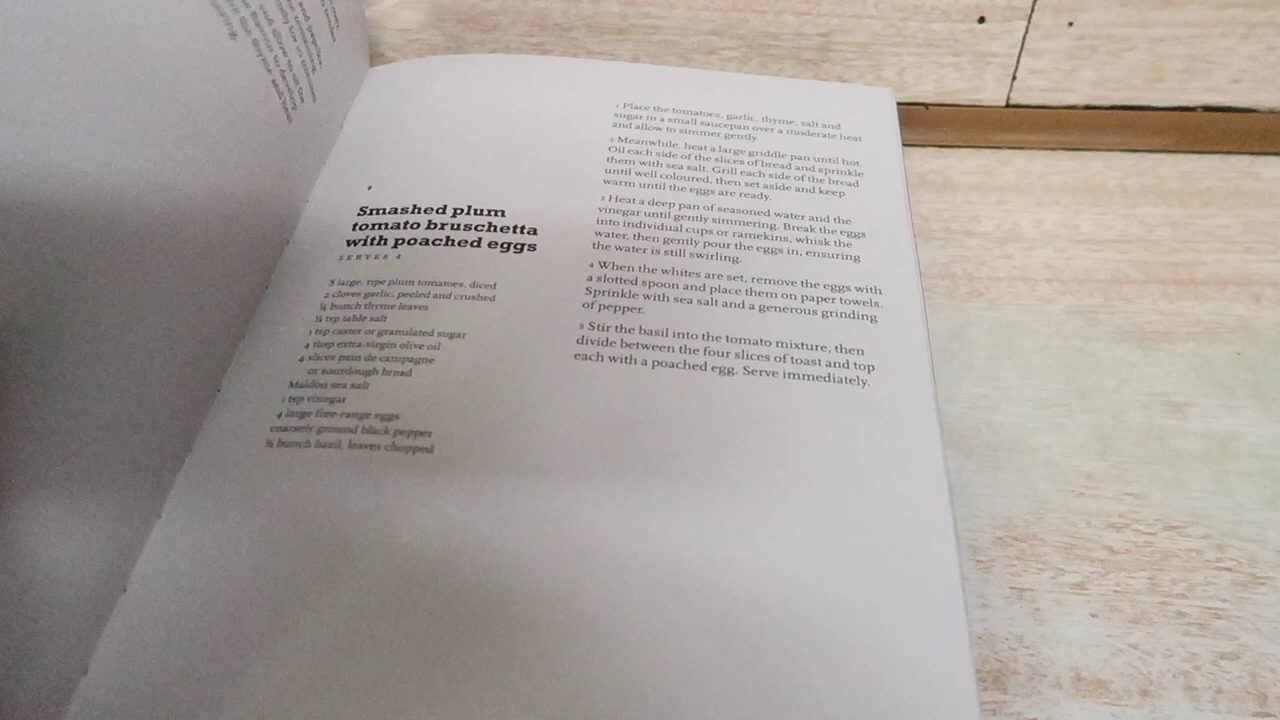 Smashed plum
tomato bruschetta
with poached eggs
SERVES 4
8 large, ripe plum tomatoes, diced
2 cloves garlic, peeled and crushed
bunch thyme leaves
tsp table salt
1 tsp caster or granulated sugar
4 tbsp extra-virgin olive oil
4 slices pain de campagne
or sourdough bread
Maldon sea salt
1 tsp vinegar
4 large free-range eggs
coarsely ground black pepper
bunch basil, leaves chopped
1 Place the tomatoes, garlic, thyme, salt and
sugar in a small saucepan over a moderate heat
and allow to simmer gently.
2 Meanwhile, heat a large griddle pan until hot.
Oil each side of the slices of bread and sprinkle
them with sea salt. Grill each side of the bread
until well coloured, then set aside and keep
warm until the eggs are ready.
3 Heat a deep pan of seasoned water and the
vinegar until gently simmering. Break the eggs
into individual cups or ramekins, whisk the
water, then gently pour the eggs in, ensuring
the water is still swirling.
4 When the whites are set, remove the eggs with
a slotted spoon and place them on paper towels.
Sprinkle with sea salt and a generous grinding
of pepper.
5 Stir the basil into the tomato mixture, then
divide between the four slices of toast and top
each with a poached egg. Serve immediately.